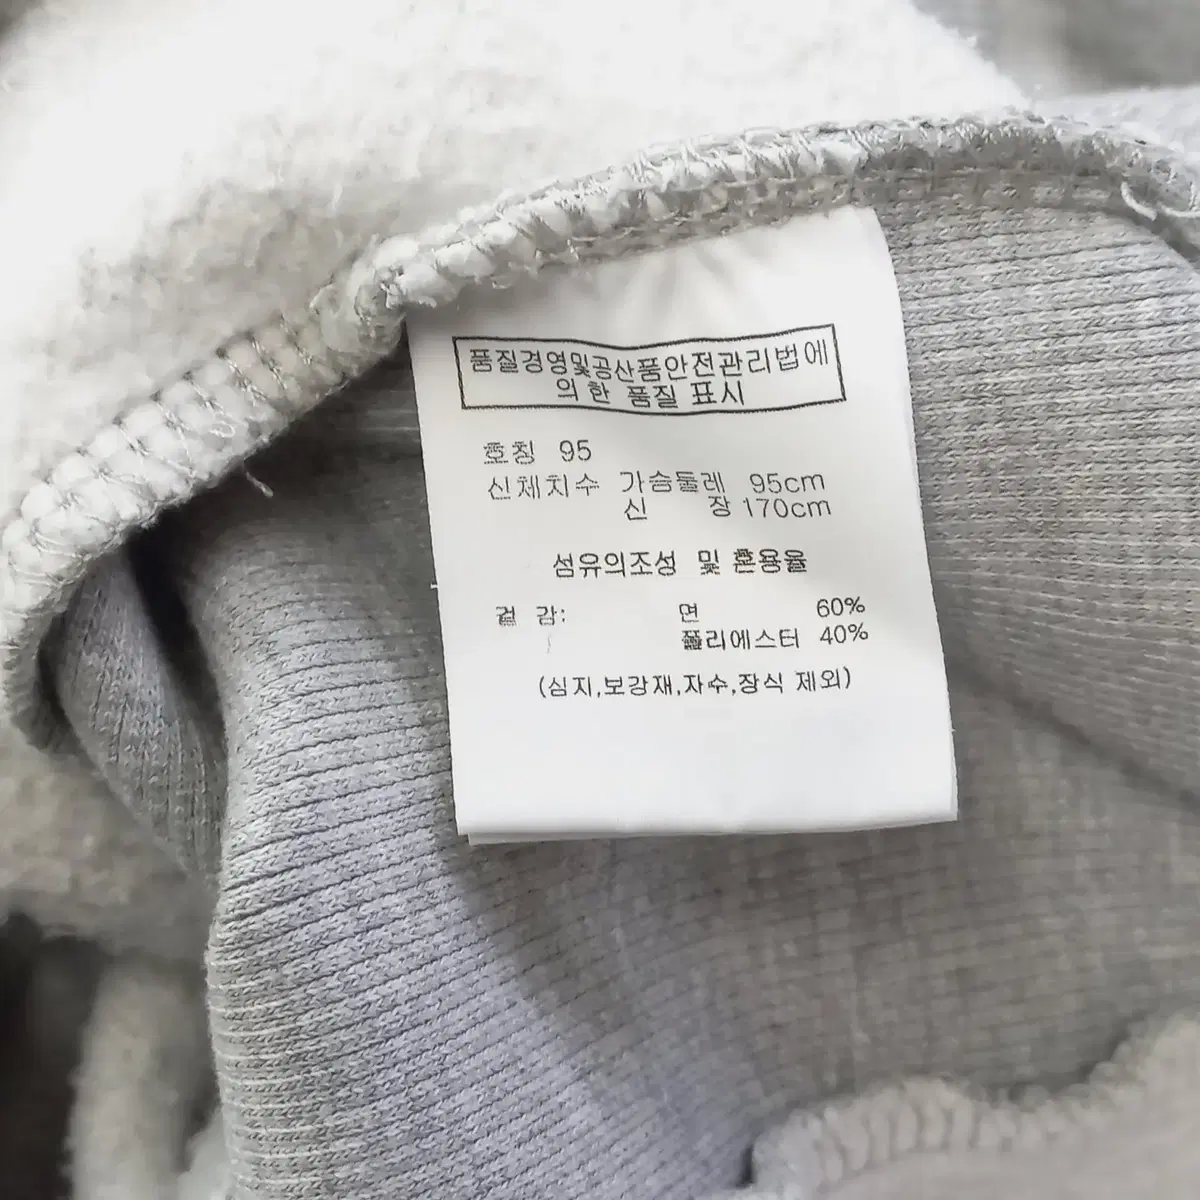 품질경영및공산품안전관리법에
의한 품질 표시
호칭 95
신체치수 가슴둘레 95cm
신 장 170cm
섬유의조성 및 혼용율
겉 감: 면 60%
폴리에스터 40%
(심지,보강재,자수,장식 제외)